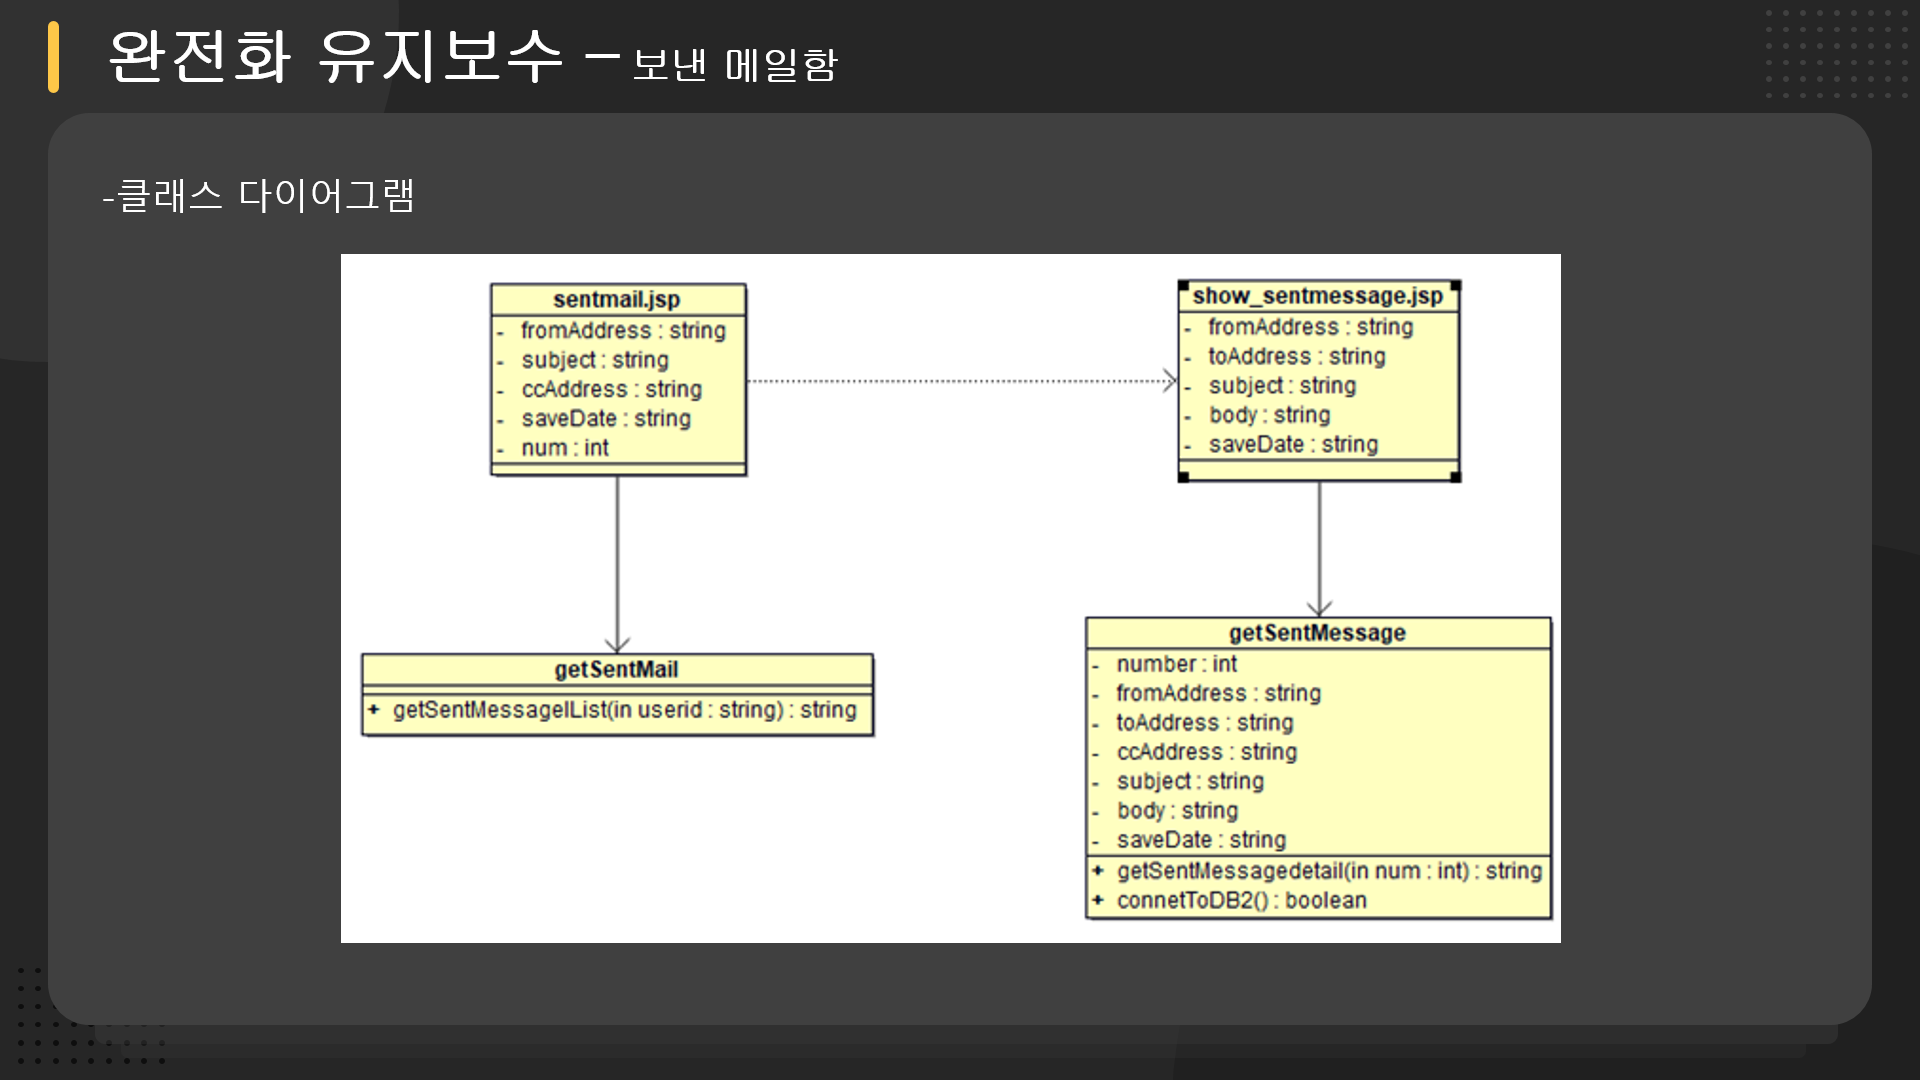 완전화 유지보수 – 보낸 메일함
-클래스 다이어그램
sentmail.jsp
- fromAddress : string
- subject : string
- ccAddress : string
- saveDate : string
- num : int
show_sentmessage.jsp
- fromAddress : string
- toAddress : string
- subject : string
- body : string
- saveDate : string
getSentMail
+ getSentMessagelList(in userid : string) : string
getSentMessage
- number : int
- fromAddress : string
- toAddress : string
- ccAddress : string
- subject : string
- body : string
- saveDate : string
+ getSentMessagedetail(in num : int) : string
+ connetToDB2() : boolean